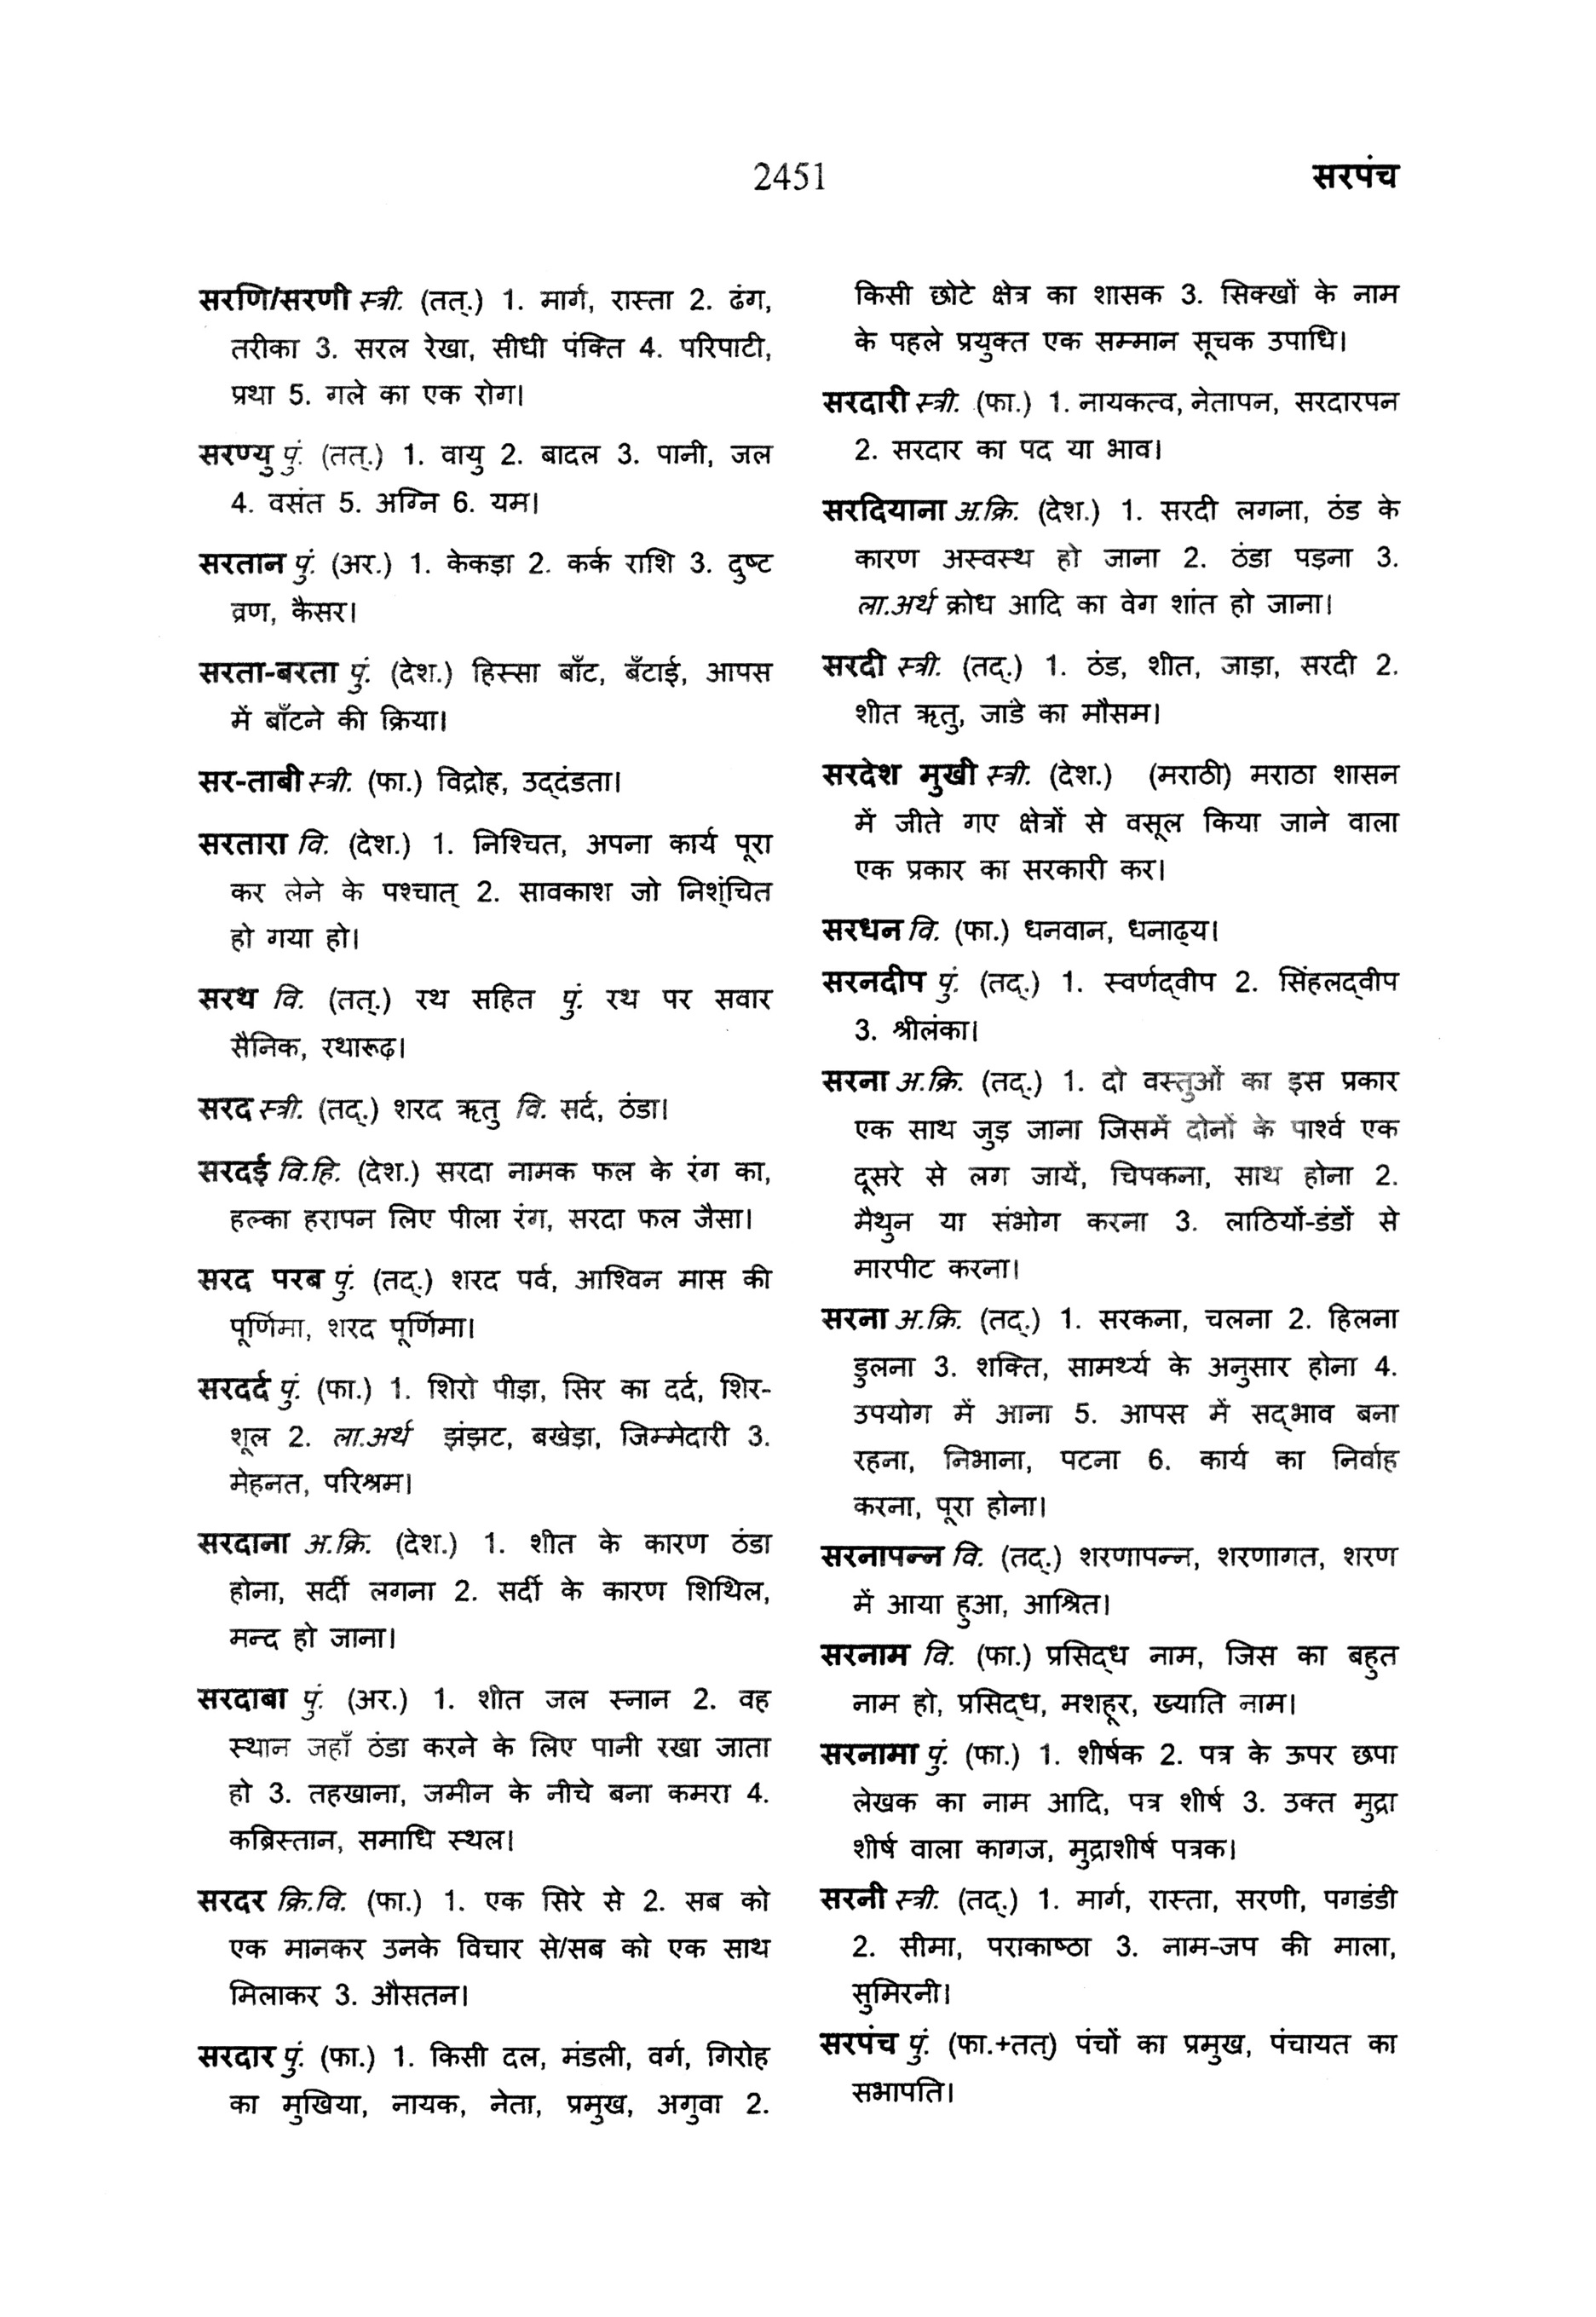 2451
सरपंच
सरणि/सरणी स्त्री. (तत्.) 1. मार्ग, रास्ता 2. ढंग,
तरीका 3. सरल रेखा, सीधी पंक्ति 4. परिपाटी,
प्रथा 5. गले का एक रोग।
सरण्यु पुं. (तत्.) 1. वायु 2. बादल 3. पानी, जल
4. वसंत 5. अग्नि 6. यम।
सरतान पुं. (अर.) 1. केकड़ा 2. कर्क राशि 3. दुष्ट
व्रण, कैसर।
सरता-बरता पुं. (देश.) हिस्सा बाँट, बँटाई, आपस
में बाँटने की क्रिया।
सर-ताबी स्त्री. (फा.) विद्रोह, उद्‌दंडता।
सरतारा वि. (देश.) 1. निश्चित, अपना कार्य पूरा
कर लेने के पश्चात् 2. सावकाश जो निश्ंचित
हो गया हो।
सरथ वि. (तत्.) रथ सहित पुं. रथ पर सवार
सैनिक, रथारूढ़।
सरद स्त्री. (तद्.) शरद ऋतु वि. सर्द, ठंडा।
सरदई वि.हि. (देश.) सरदा नामक फल के रंग का,
हल्का हरापन लिए पीला रंग, सरदा फल जैसा।
सरद परब पुं. (तद्.) शरद पर्व, आश्विन मास की
पूर्णिमा, शरद पूर्णिमा।
सरदर्द पुं. (फा.) 1. शिरो पीड़ा, सिर का दर्द, शिर-
शूल 2. ला.अर्थ झंझट, बखेड़ा, जिम्मेदारी 3.
मेहनत, परिश्रम।
सरदाना अ.क्रि. (देश.) 1. शीत के कारण ठंडा
होना, सर्दी लगना 2. सर्दी के कारण शिथिल,
मन्द हो जाना।
सरदाबा पुं. (अर.) 1. शीत जल स्नान 2. वह
स्थान जहाँ ठंडा करने के लिए पानी रखा जाता
हो 3. तहखाना, जमीन के नीचे बना कमरा 4.
कब्रिस्तान, समाधि स्थल।
सरदर क्रि.वि. (फा.) 1. एक सिरे से 2. सब को
एक मानकर उनके विचार से/सब को एक साथ
मिलाकर 3. औसतन।
सरदार पुं. (फा.) 1. किसी दल, मंडली, वर्ग, गिरोह
का मुखिया, नायक, नेता, प्रमुख, अगुवा 2.
किसी छोटे क्षेत्र का शासक 3. सिक्खों के नाम
के पहले प्रयुक्त एक सम्मान सूचक उपाधि।
सरदारी स्त्री. (फा.) 1. नायकत्व, नेतापन, सरदारपन
2. सरदार का पद या भाव।
सरदियाना अ.क्रि. (देश.) 1. सरदी लगना, ठंड के
कारण अस्वस्थ हो जाना 2. ठंडा पड़ना 3.
ला.अर्थ क्रोध आदि का वेग शांत हो जाना।
सरदी स्त्री. (तद्.) 1. ठंड, शीत, जाड़ा, सरदी 2.
शीत ऋतु, जाडे का मौसम।
सरदेश मुखी स्त्री. (देश.) (मराठी) मराठा शासन
में जीते गए क्षेत्रों से वसूल किया जाने वाला
एक प्रकार का सरकारी कर।
सरधन वि. (फा.) धनवान, धनाढ्‌य।
सरनदीप पुं. (तद्.) 1. स्वर्णद्‌वीप 2. सिंहलद्‌वीप
3. श्रीलंका।
सरना अ.क्रि. (तद्.) 1. दो वस्तुओं का इस प्रकार
एक साथ जुड़ जाना जिसमें दोनों के पार्श्व एक
दूसरे से लग जायें, चिपकना, साथ होना 2.
मैथुन या संभोग करना 3. लाठियों-डंडों से
मारपीट करना।
सरना अ.क्रि. (तद्.) 1. सरकना, चलना 2. हिलना
डुलना 3. शक्ति, सामर्थ्य के अनुसार होना 4.
उपयोग में आना 5. आपस में सद्‌भाव बना
रहना, निभाना, पटना 6. कार्य का निर्वाह
करना, पूरा होना।
सरनापन्न वि. (तद्.) शरणापन्न, शरणागत, शरण
में आया हुआ, आश्रित।
सरनाम वि. (फा.) प्रसिद्‌ध नाम, जिस का बहुत
नाम हो, प्रसिद्‌ध, मशहूर, ख्याति नाम।
सरनामा पुं. (फा.) 1. शीर्षक 2. पत्र के ऊपर छपा
लेखक का नाम आदि, पत्र शीर्ष 3. उक्त मुद्रा
शीर्ष वाला कागज, मुद्राशीर्ष पत्रक।
सरनी स्त्री. (तद्.) 1. मार्ग, रास्ता, सरणी, पगडंडी
2. सीमा, पराकाष्ठा 3. नाम-जप की माला,
सुमिरनी।
सरपंच पुं. (फा.+तत्) पंचों का प्रमुख, पंचायत का
सभापति।